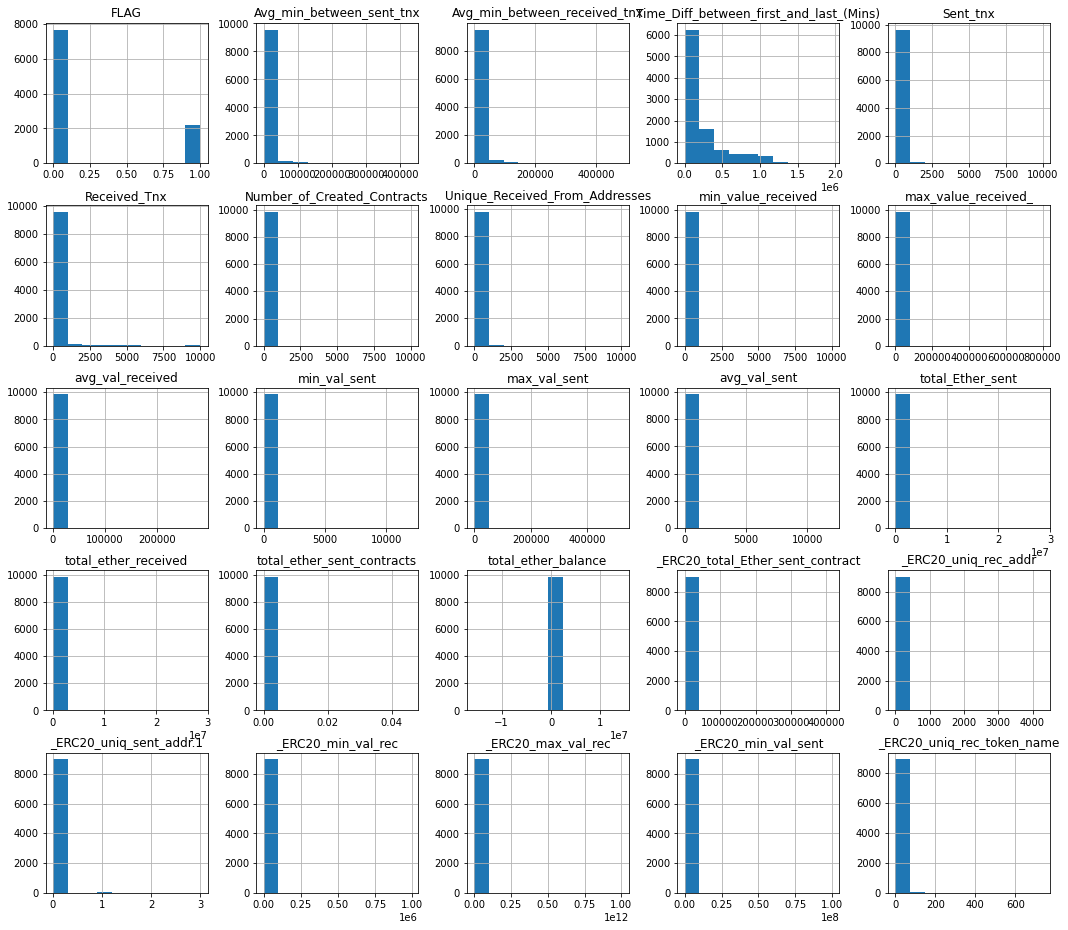 FLAG
8000
6000
4000
2000
0
0.00 0.25 0.50 0.75 1.00
Avg_min_between_sent_tnx
10000
8000
6000
4000
2000
0
0 100000 200000 300000 400000
Avg_min_between_received_tnx
8000
6000
4000
2000
0
0 200000 400000
Time_Diff_between_first_and_last_(Mins)
6000
5000
4000
3000
2000
1000
0
0.0 0.5 1.0 1.5 2.0
1e6
Sent_tnx
10000
8000
6000
4000
2000
0
0 2500 5000 7500 10000
Received_Tnx
10000
8000
6000
4000
2000
0
0 2500 5000 7500 10000
Number_of_Created_Contracts
10000
8000
6000
4000
2000
0
0 2500 5000 7500 10000
Unique_Received_From_Addresses
10000
8000
6000
4000
2000
0
0 2500 5000 7500 10000
min_value_received
10000
8000
6000
4000
2000
0
0 2500 5000 7500 10000
max_value_received_
10000
8000
6000
4000
2000
0
0 200000 400000 600000 800000
avg_val_received
10000
8000
6000
4000
2000
0
0 100000 200000
min_val_sent
10000
8000
6000
4000
2000
0
0 5000 10000
max_val_sent
10000
8000
6000
4000
2000
0
0 200000 400000
avg_val_sent
10000
8000
6000
4000
2000
0
0 5000 10000
total_Ether_sent
10000
8000
6000
4000
2000
0
0 1 2 3
1e7
total_ether_received
10000
8000
6000
4000
2000
0
0 1 2 3
1e7
total_ether_sent_contracts
10000
8000
6000
4000
2000
0
0.00 0.02 0.04
total_ether_balance
10000
8000
6000
4000
2000
0
−1 0 1
1e7
_ERC20_total_Ether_sent_contract
8000
6000
4000
2000
0
0 100000 200000 300000 400000
_ERC20_uniq_rec_addr
8000
6000
4000
2000
0
0 1000 2000 3000 4000
_ERC20_uniq_sent_addr.1
8000
6000
4000
2000
0
0 1 2 3
_ERC20_min_val_rec
8000
6000
4000
2000
0
0.00 0.25 0.50 0.75 1.00
1e6
_ERC20_max_val_rec
8000
6000
4000
2000
0
0.00 0.25 0.50 0.75 1.00
1e12
_ERC20_min_val_sent
8000
6000
4000
2000
0
0.00 0.25 0.50 0.75 1.00
1e8
_ERC20_uniq_rec_token_name
8000
6000
4000
2000
0
0 200 400 600